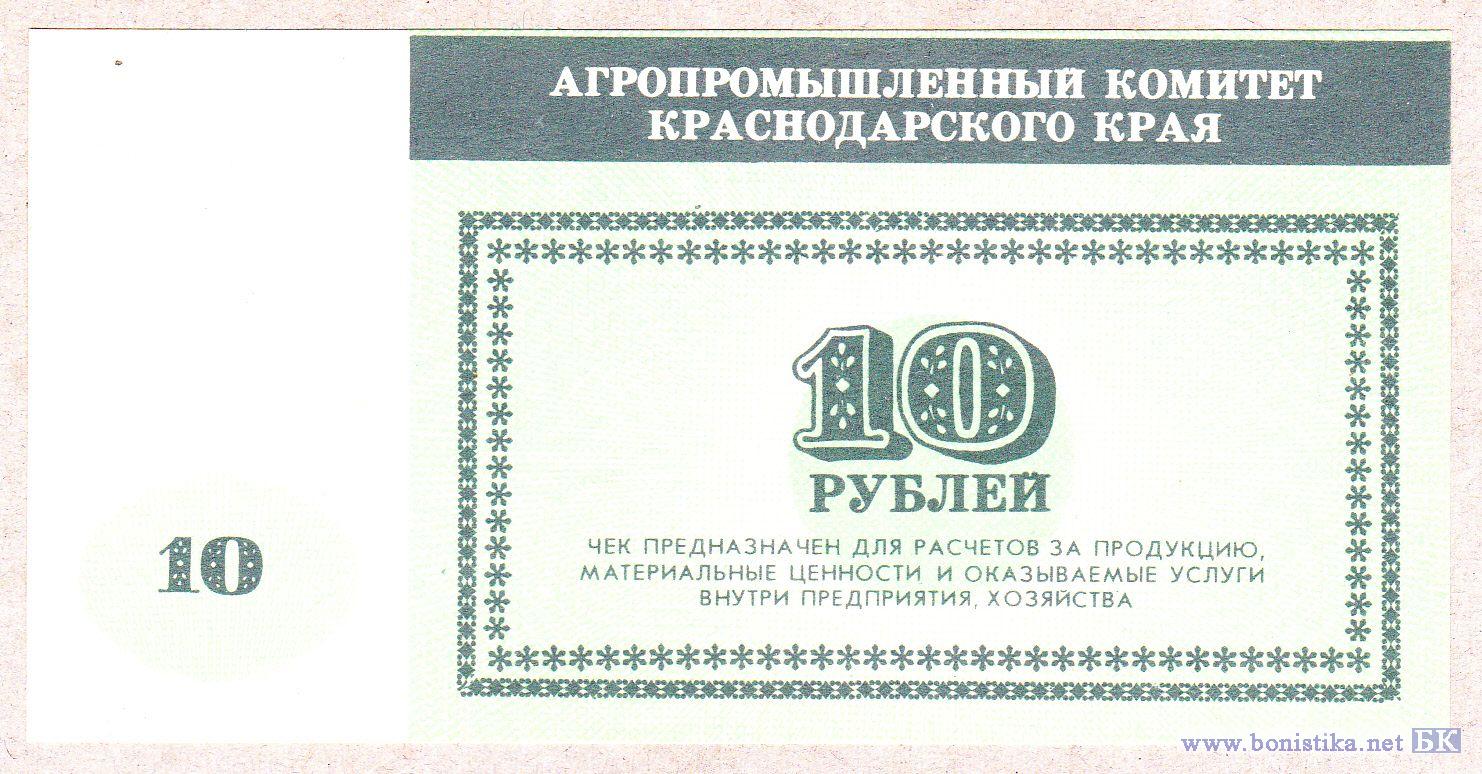 АГРОПРОМЫШЛЕННЫЙ КОМИТЕТ
КРАСНОДАРСКОГО КРАЯ
10
РУБЛЕЙ
ЧЕК ПРЕДНАЗНАЧЕН ДЛЯ РАСЧЕТОВ ЗА ПРОДУКЦИЮ,
МАТЕРИАЛЬНЫЕ ЦЕННОСТИ И ОКАЗЫВАЕМЫЕ УСЛУГИ
ВНУТРИ ПРЕДПРИЯТИЯ, ХОЗЯЙСТВА
10
www.bonistika.net БК